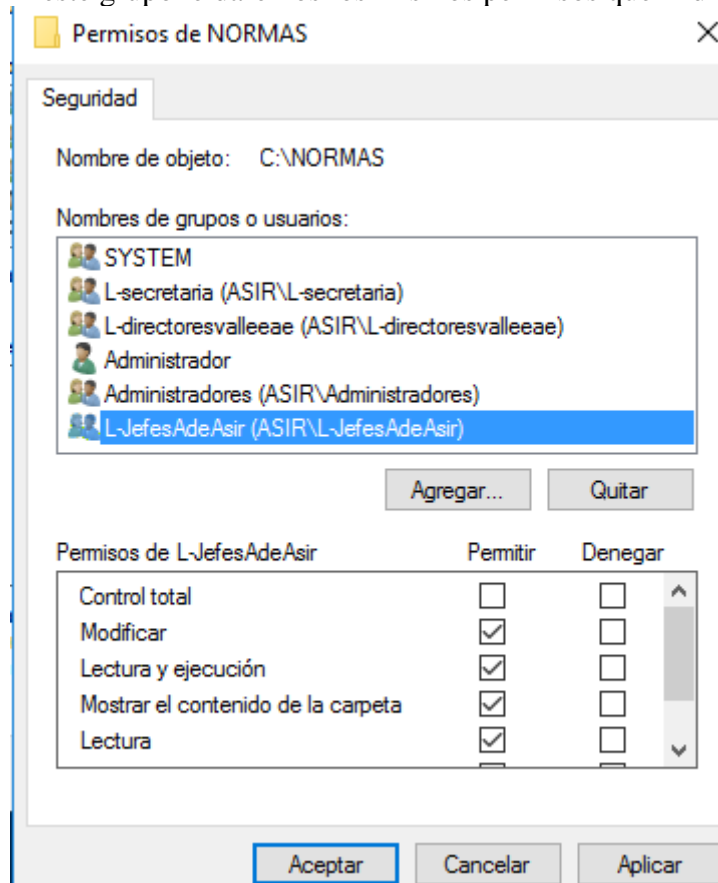 Permisos de NORMAS
Seguridad
Nombre de objeto: C:\NORMAS
Nombres de grupos o usuarios:
SYSTEM
L-secretaria (ASIR\L-secretaria)
L-directoresvalleeae (ASIR\L-directoresvalleeae)
Administrador
Administradores (ASIR\Administradores)
L-JefesAdeAsir (ASIR\L-JefesAdeAsir)
Agregar... Quitar
Permisos de L-JefesAdeAsir Permitir Denegar
Control total
Modificar
Lectura y ejecución
Mostrar el contenido de la carpeta
Lectura
Aceptar Cancelar Aplicar